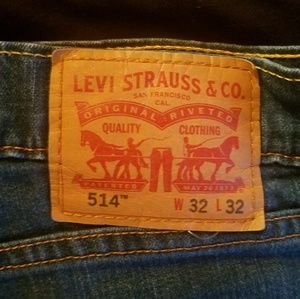 LEVI STRAUSS & CO.
SAN FRANCISCO
CAL.
ORIGINAL RIVETED
QUALITY CLOTHING
PATENTED MAY 20 1873
514™ W 32 L 32